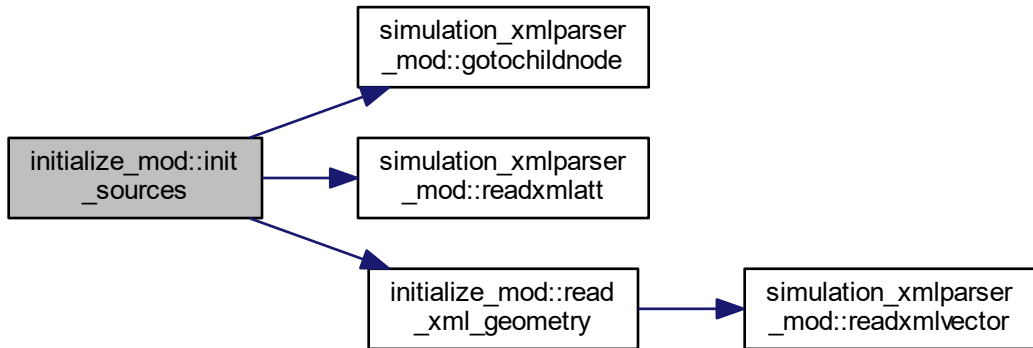 simulation_xmlparser
_mod::gotochildnode
initialize_mod::init
_sources
simulation_xmlparser
_mod::readxmlatt
initialize_mod::read
_xml_geometry
simulation_xmlparser
_mod::readxmlvector